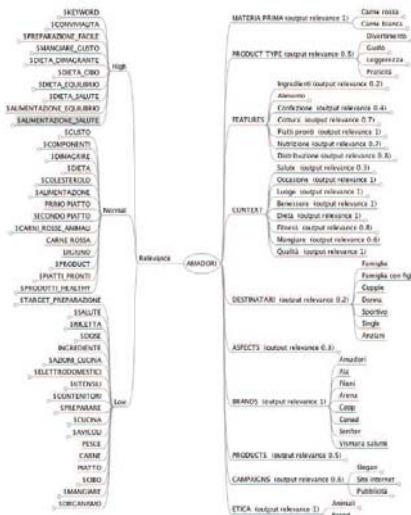 $KEYWORD
$CONVIVIALITA
$PREPARAZIONE_FACILE
$MANGIARE_GUSTO
$DIETA_DIMAGRANTE
$DIETA_CIBO
$DIETA_EQUILIBRIO
$DIETA_SALUTE
$ALIMENTAZIONE_EQUILIBRIO
$ALIMENTAZIONE_SALUTE
High
$GUSTO
$COMPONENTI
$DIMAGRIRE
$DIETA
$COLESTEROLO
$ALIMENTAZIONE
PRIMO PIATTO
SECONDO PIATTO
$CARNI_ROSSE_ANIMALI
CARNE ROSSA
DIGIUNO
$PRODUCT
$PIATTI_PRONTI
$PRODOTTI_HEALTHY
$TARGET_PREPARAZIONE
Normal
$SALUTE
$RICETTA
$DOSE
INGREDIENTE
$AZIONI_CUCINA
$ELETTRODOMESTICI
$UTENSILI
$CONTENITORI
$PREPARARE
$CUCINA
$AVICOLI
PESCE
CARNE
PIATTO
$CIBO
$MANGIARE
$ORGANISMO
Low
Relevance
AMADORI
MATERIA PRIMA (output relevance 1)
Carne rossa
Carne bianca
PRODUCT TYPE (output relevance 0.5)
Divertimento
Gusto
Leggerezza
Praticità
FEATURES
Ingredienti (output relevance 0.2)
Alimento
Confezione (output relevance 0.4)
Cottura (output relevance 0.7)
Piatti pronti (output relevance 1)
Nutrizione (output relevance 0.7)
Distribuzione (output relevance 0.8)
CONTEXT
Salute (output relevance 0.3)
Occasione (output relevance 1)
Luogo (output relevance 1)
Benessere (output relevance 1)
Dieta (output relevance 1)
Fitness (output relevance 0.8)
Mangiare (output relevance 0.6)
Qualità (output relevance 1)
DESTINATARI (output relevance 0.2)
Famiglia
Famiglia con figl
Coppie
Donna
Sportivo
Single
Anziani
ASPECTS (output relevance 0.3)
BRANDS (output relevance 1)
Amadori
Aia
Fileni
Arena
Coop
Conad
Senfter
Vismara salumi
PRODUCTS (output relevance 0.5)
CAMPAIGNS (output relevance 0.6)
Slogan
Sito internet
Pubblicità
ETICA (output relevance 1)
Animali